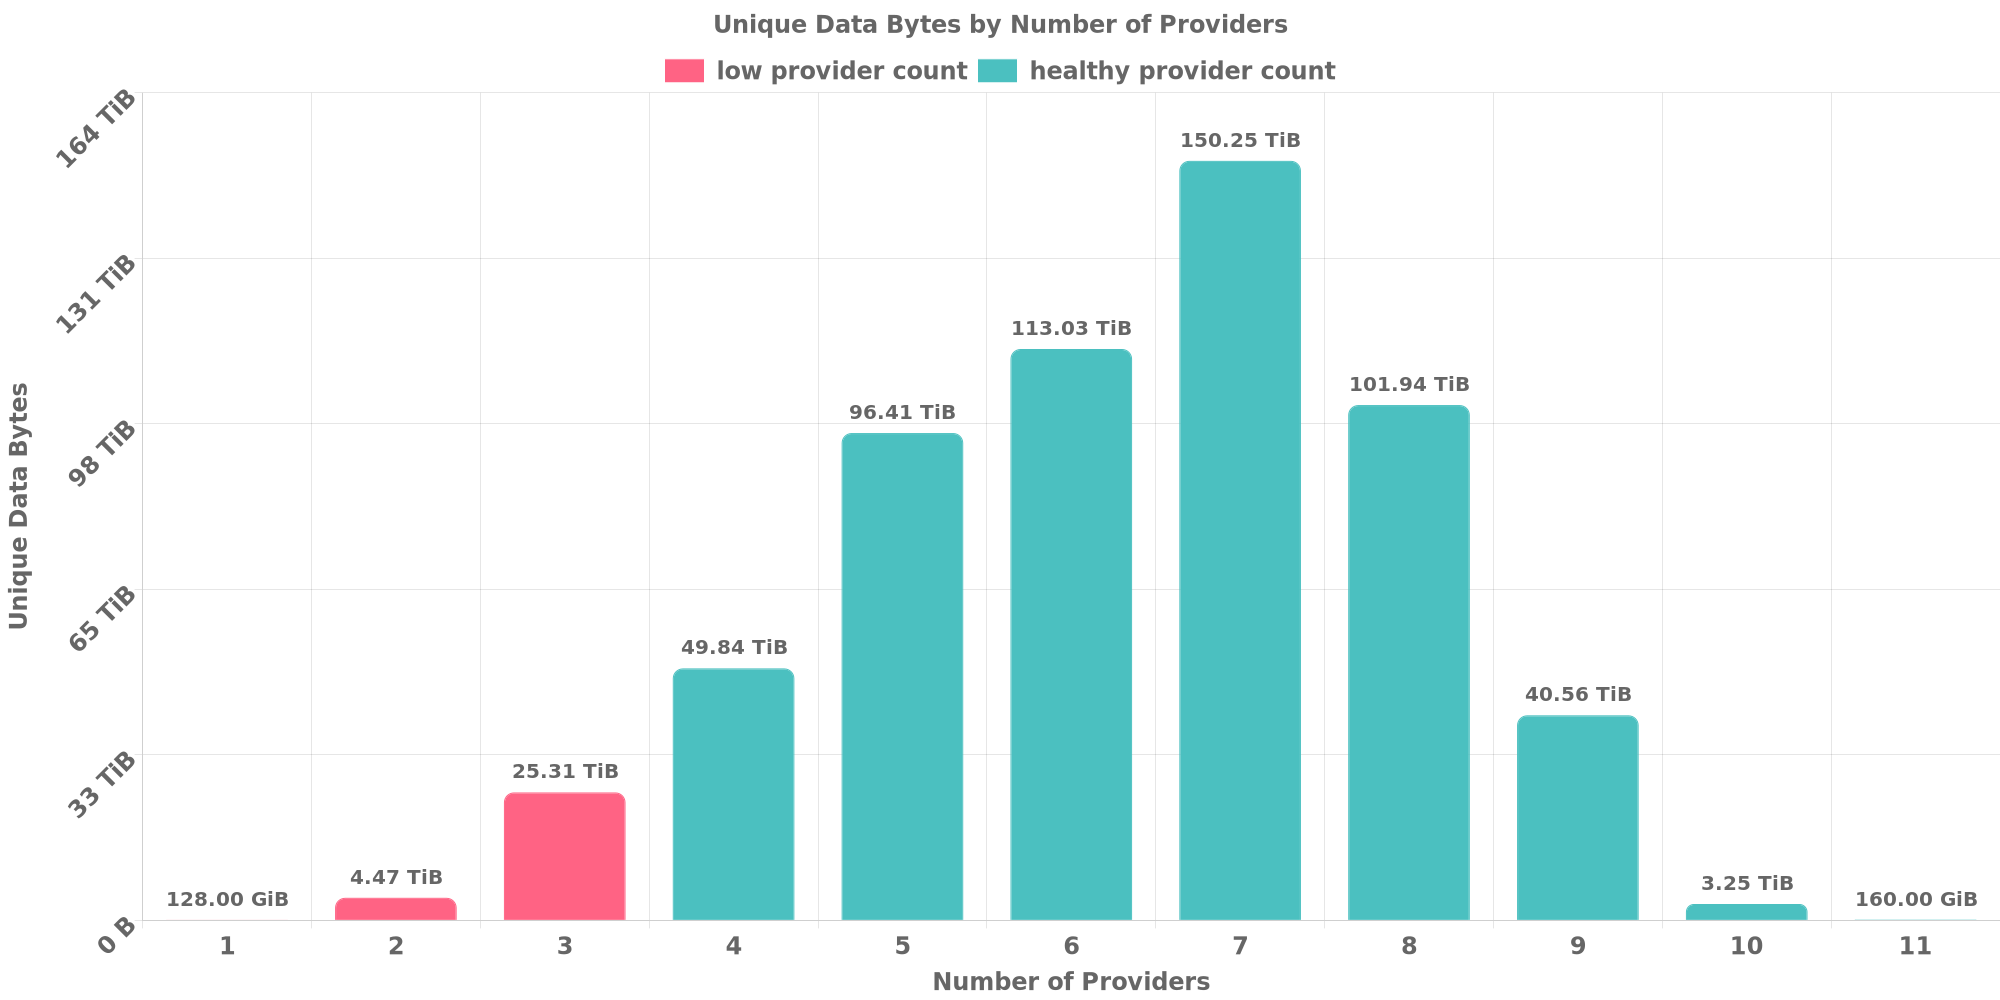 Unique Data Bytes by Number of Providers
low provider count
healthy provider count
Unique Data Bytes
164 TiB
131 TiB
98 TiB
65 TiB
33 TiB
0 B
128.00 GiB
4.47 TiB
25.31 TiB
49.84 TiB
96.41 TiB
113.03 TiB
150.25 TiB
101.94 TiB
40.56 TiB
3.25 TiB
160.00 GiB
1 2 3 4 5 6 7 8 9 10 11
Number of Providers